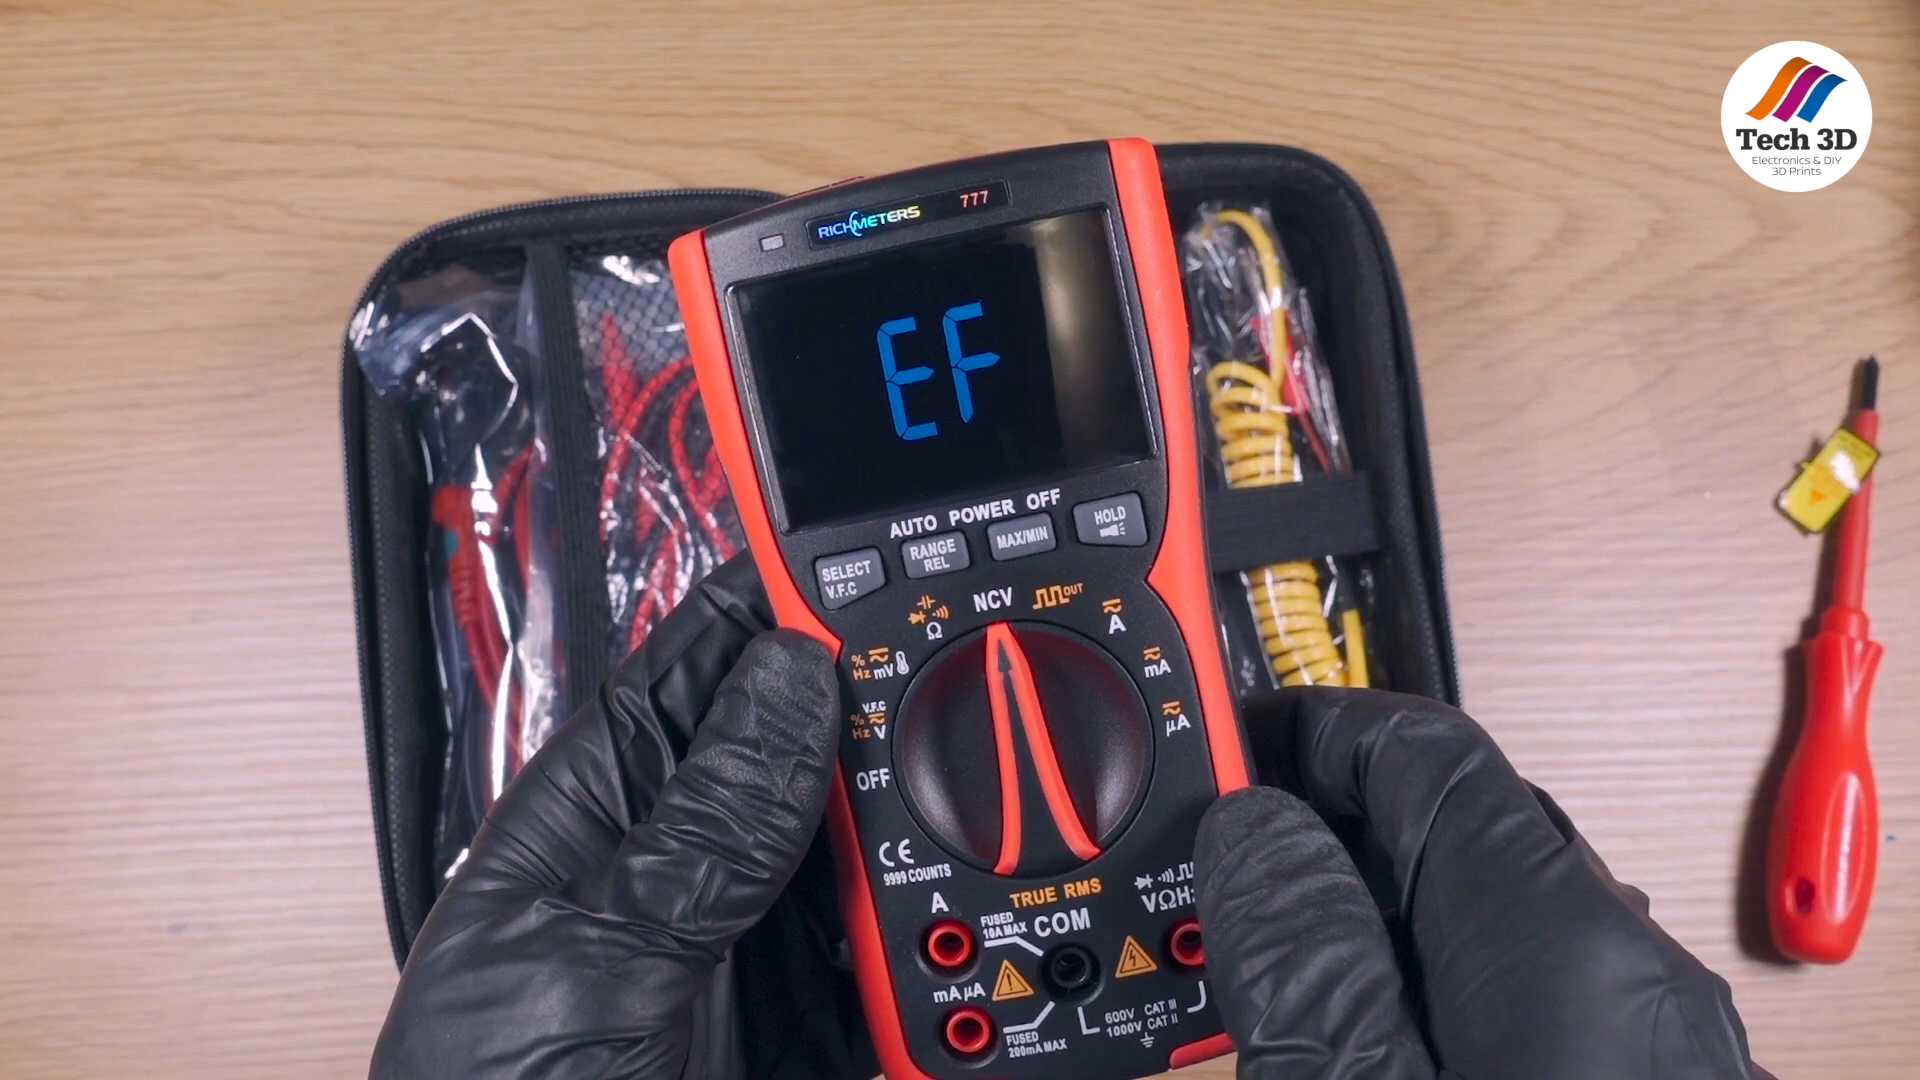 Tech 3D
Electronics & DIY
3D Prints
RICHMETERS 777
EF
AUTO POWER OFF
SELECT
V.F.C
RANGE
REL
MAX/MIN
HOLD
Ω
NCV
OUT
A
mA
µA
% Hz mV
V.F.C
% Hz V
OFF
CE
9999 COUNTS
TRUE RMS
A
FUSED
10A MAX
COM
VΩHz
mA µA
FUSED
200mA MAX
600V CAT III
1000V CAT II